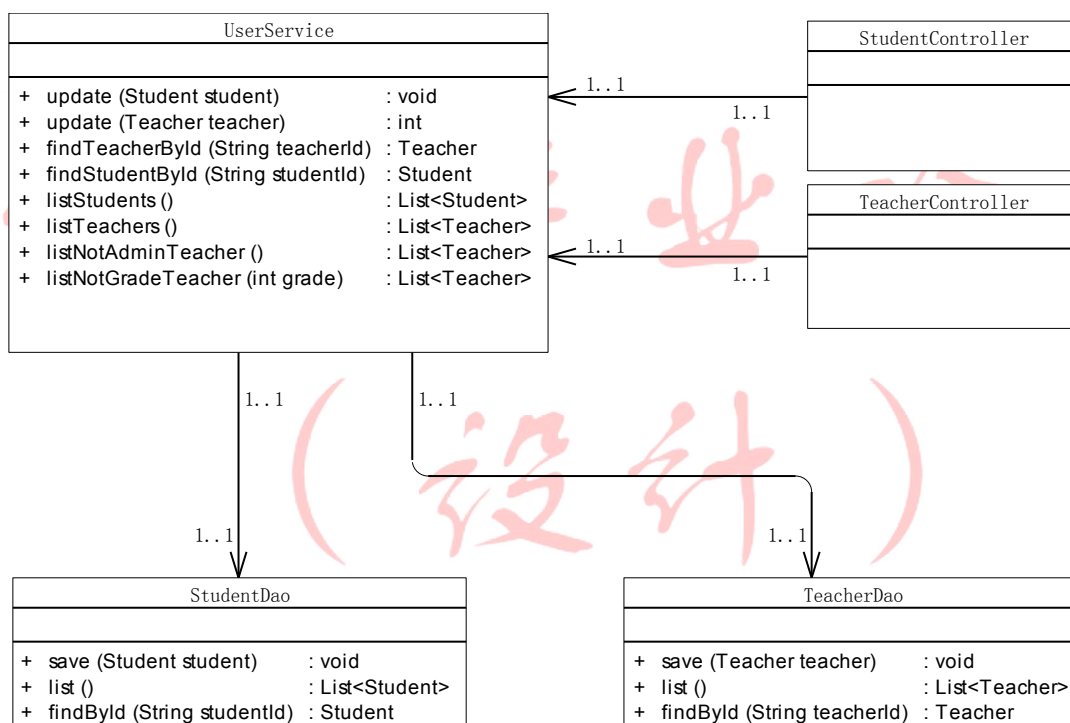 UserService
+ update (Student student) : void
+ update (Teacher teacher) : int
+ findTeacherById (String teacherId) : Teacher
+ findStudentById (String studentId) : Student
+ listStudents () : List<Student>
+ listTeachers () : List<Teacher>
+ listNotAdminTeacher () : List<Teacher>
+ listNotGradeTeacher (int grade) : List<Teacher>
StudentController
1..1
1..1
TeacherController
1..1
1..1
1..1
1..1
1..1
1..1
业
(设计)
StudentDao
+ save (Student student) : void
+ list () : List<Student>
+ findById (String studentId) : Student
TeacherDao
+ save (Teacher teacher) : void
+ list () : List<Teacher>
+ findById (String teacherId) : Teacher